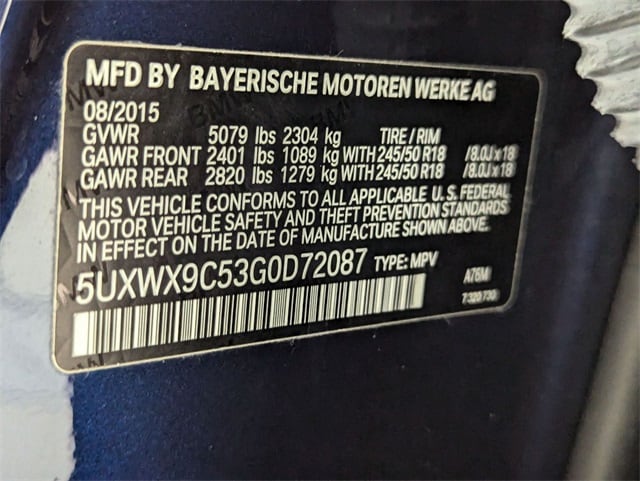 MFD BY BAYERISCHE MOTOREN WERKE AG
08/2015
GVWR 5079 lbs 2304 kg TIRE / RIM
GAWR FRONT 2401 lbs 1089 kg WITH 245/50 R18 / 8.0J x 18
GAWR REAR 2820 lbs 1279 kg WITH 245/50 R18 / 8.0J x 18
THIS VEHICLE CONFORMS TO ALL APPLICABLE U. S. FEDERAL
MOTOR VEHICLE SAFETY AND THEFT PREVENTION STANDARDS
IN EFFECT ON THE DATE OF MANUFACTURE SHOWN ABOVE.
5UXWX9C53G0D72087 TYPE: MPV A76M
7 320 730